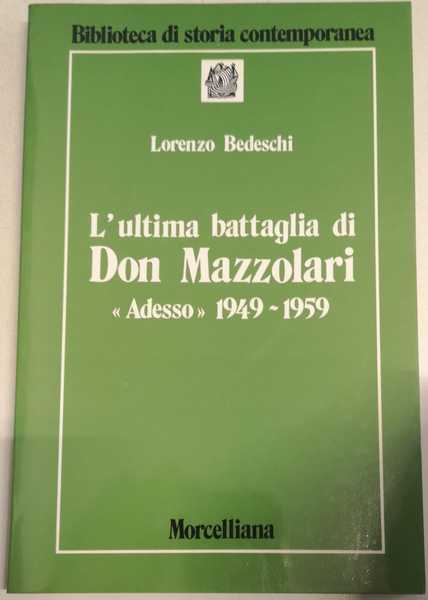 Biblioteca di storia contemporanea
Lorenzo Bedeschi
L'ultima battaglia di
Don Mazzolari
« Adesso » 1949 - 1959
Morcelliana